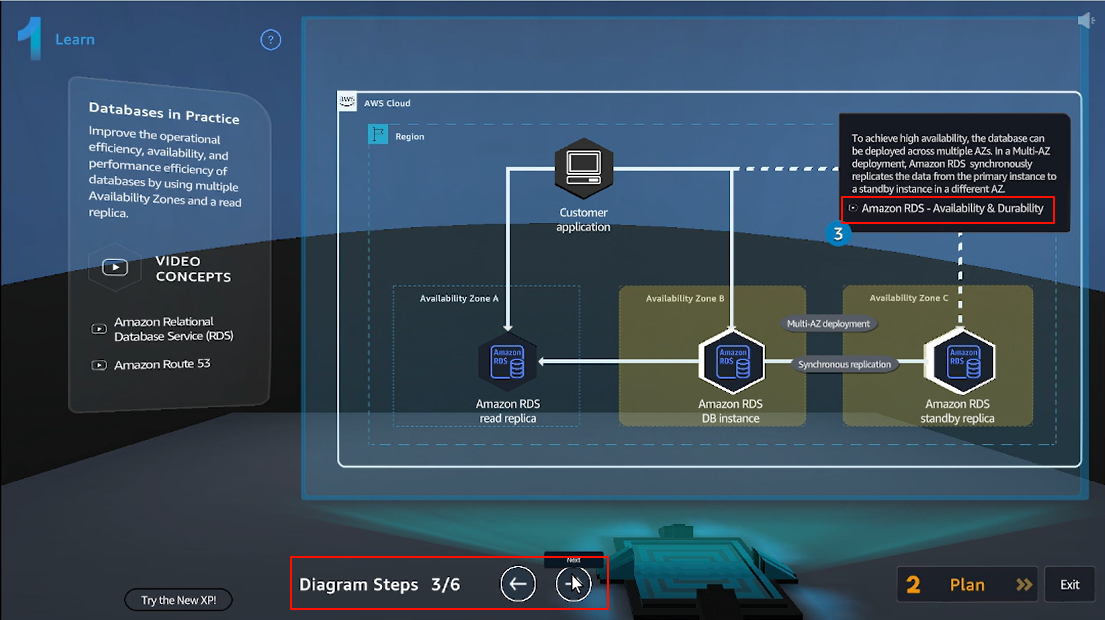 1
Learn
?
Databases in Practice
Improve the operational
efficiency, availability, and
performance efficiency of
databases by using multiple
Availability Zones and a read
replica.
VIDEO
CONCEPTS
Amazon Relational
Database Service (RDS)
Amazon Route 53
aws
AWS Cloud
Region
Customer
application
To achieve high availability, the database can
be deployed across multiple AZs. In a Multi-AZ
deployment, Amazon RDS synchronously
replicates the data from the primary instance to
a standby instance in a different AZ.
Amazon RDS - Availability & Durability
3
Availability Zone A
Availability Zone B
Availability Zone C
Multi-AZ deployment
Synchronous replication
Amazon
RDS
Amazon
RDS
Amazon
RDS
Amazon RDS
read replica
Amazon RDS
DB instance
Amazon RDS
standby replica
Next
Diagram Steps 3/6
Try the New XP!
2 Plan
Exit